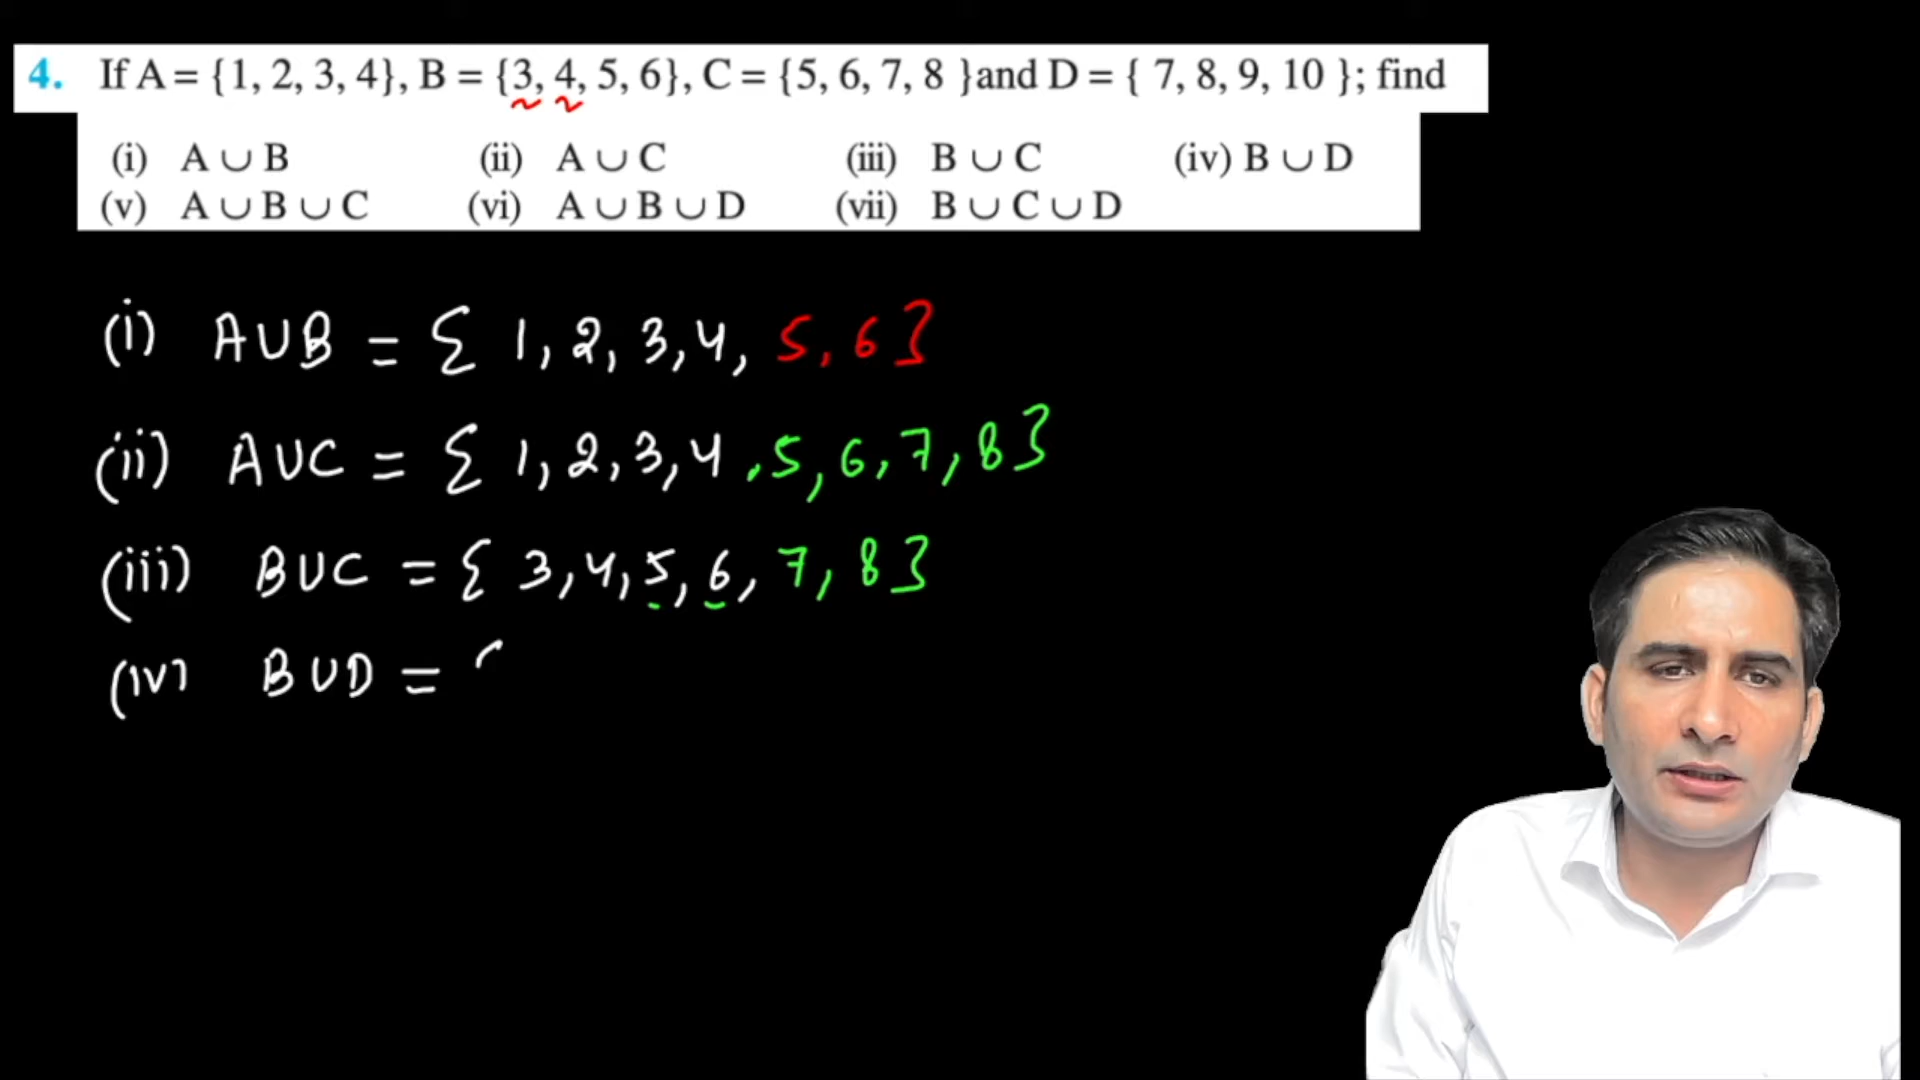 4. If A = {1, 2, 3, 4}, B = {3, 4, 5, 6}, C = {5, 6, 7, 8 }and D = { 7, 8, 9, 10 }; find
(i) A ∪ B (ii) A ∪ C (iii) B ∪ C (iv) B ∪ D
(v) A ∪ B ∪ C (vi) A ∪ B ∪ D (vii) B ∪ C ∪ D
(i) A∪B = { 1, 2, 3, 4, 5, 6 }
(ii) A∪C = { 1, 2, 3, 4 , 5, 6, 7, 8 }
(iii) B∪C = { 3, 4, 5, 6, 7, 8 }
(iv) B∪D =